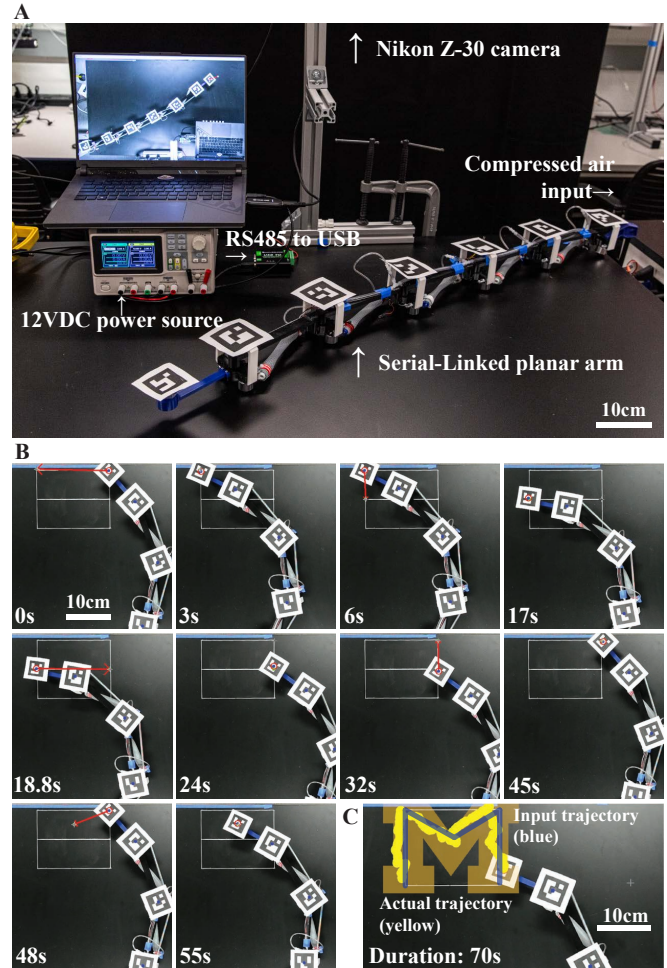 A
↑ Nikon Z-30 camera
Compressed air
input→
RS485 to USB
→
↑
12VDC power source
↑ Serial-Linked planar arm
10cm
B
0s
10cm
3s
6s
17s
18.8s
24s
32s
45s
48s
55s
C
M
Input trajectory
(blue)
Actual trajectory
(yellow)
10cm
Duration: 70s